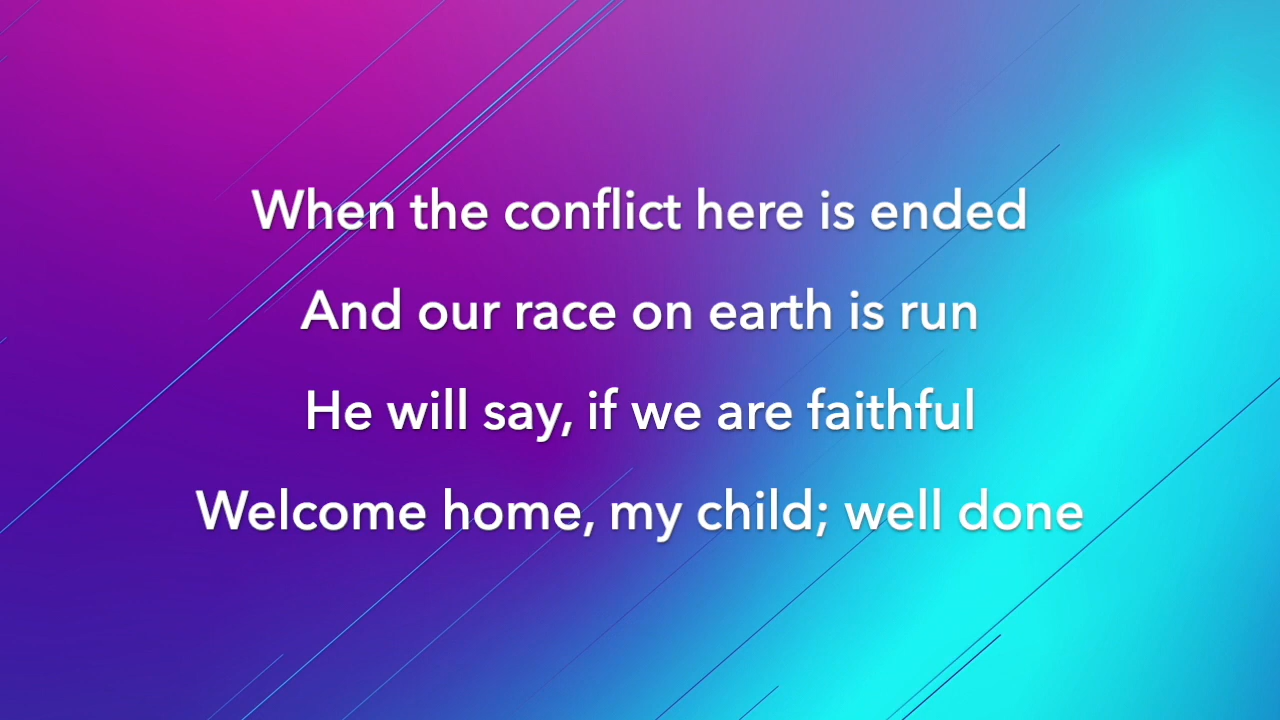 When the conflict here is ended
And our race on earth is run
He will say, if we are faithful
Welcome home, my child; well done